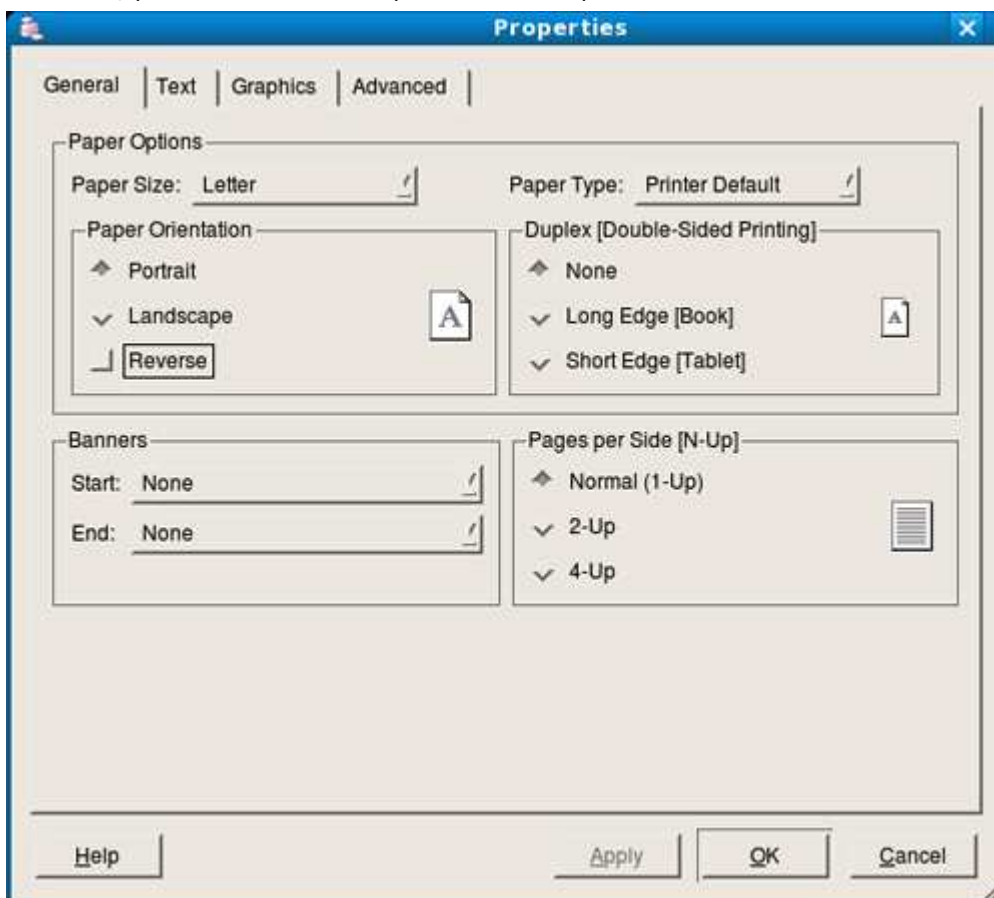 Properties
General Text Graphics Advanced
Paper Options
Paper Size: Letter
Paper Type: Printer Default
Paper Orientation
Portrait
Landscape
Reverse
A
Duplex [Double-Sided Printing]
None
Long Edge [Book]
Short Edge [Tablet]
A
Banners
Start: None
End: None
Pages per Side [N-Up]
Normal (1-Up)
2-Up
4-Up
Help Apply OK Cancel